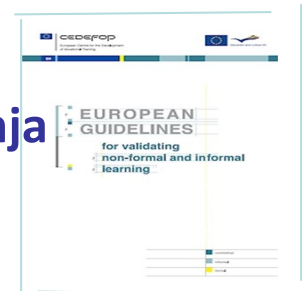 CEDEFOP
European Centre for the Development
of Vocational Training
nja
EUROPEAN
GUIDELINES
for validating
non-formal and informal
learning